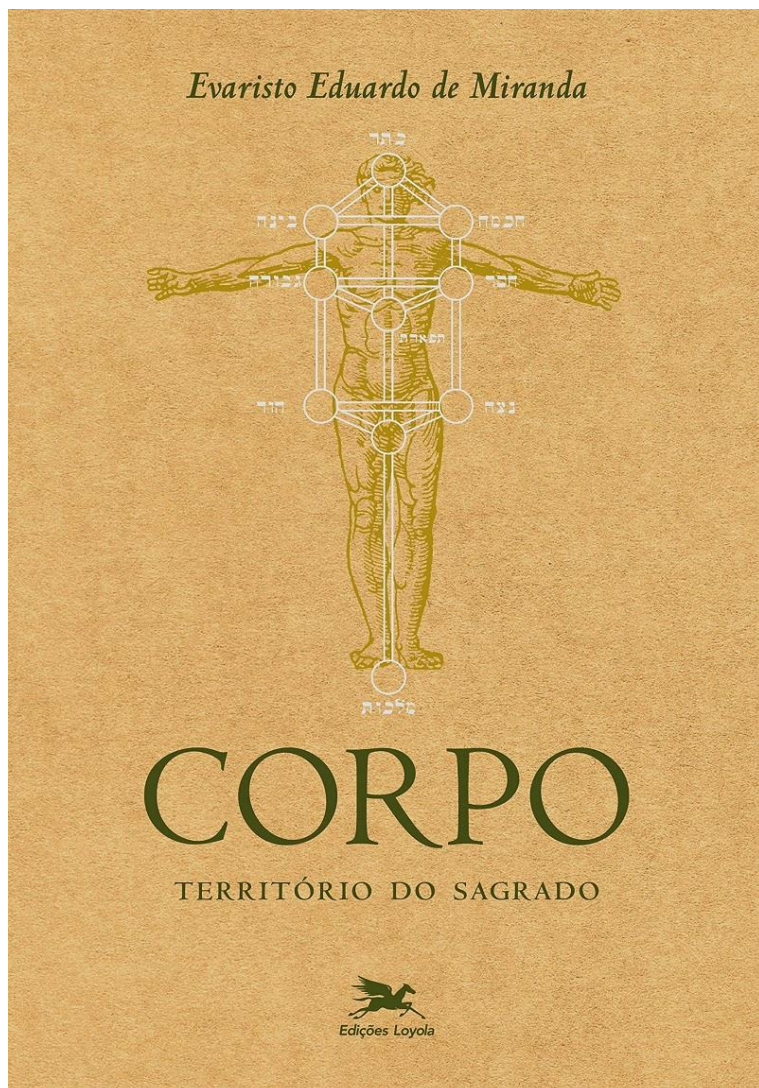 Evaristo Eduardo de Miranda
כתר
בינה
חכמה
גבורה
חסד
תפארת
הוד
נצח
מלכות
CORPO
TERRITÓRIO DO SAGRADO
Edições Loyola